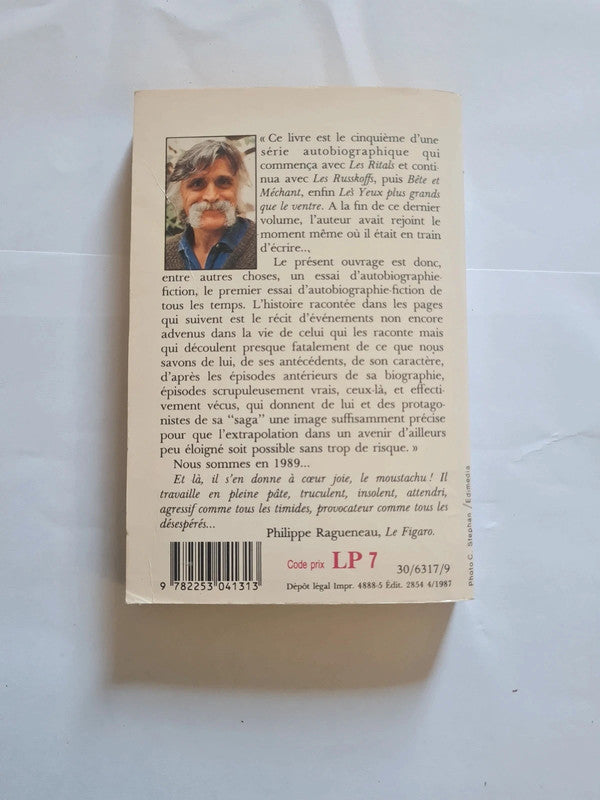 « Ce livre est le cinquième d'une
série autobiographique qui
commença avec Les Ritals et conti-
nua avec Les Russkoffs, puis Bête et
Méchant, enfin Les Yeux plus grands
que le ventre. A la fin de ce dernier
volume, l'auteur avait rejoint le
moment même où il était en train
d'écrire...
Le présent ouvrage est donc,
entre autres choses, un essai d'autobiographie-
fiction, le premier essai d'autobiographie-fiction de
tous les temps. L'histoire racontée dans les pages
qui suivent est le récit d'événements non encore
advenus dans la vie de celui qui les raconte mais
qui découlent presque fatalement de ce que nous
savons de lui, de ses antécédents, de son caractère,
d'après les épisodes antérieurs de sa biographie,
épisodes scrupuleusement vrais, ceux-là, et effecti-
vement vécus, qui donnent de lui et des protago-
nistes de sa "saga" une image suffisamment précise
pour que l'extrapolation dans un avenir d'ailleurs
peu éloigné soit possible sans trop de risque. »
Nous sommes en 1989...
Et là, il s'en donne à cœur joie, le moustachu ! Il
travaille en pleine pâte, truculent, insolent, attendri,
agressif comme tous les timides, provocateur comme tous les
désespérés...
Philippe Ragueneau, Le Figaro.
Photo C. Stephan / Edimedia
9 782253 041313
Code prix LP 7
30/6317/9
Dépôt légal Impr. 4888-5 Édit. 2854 4/1987